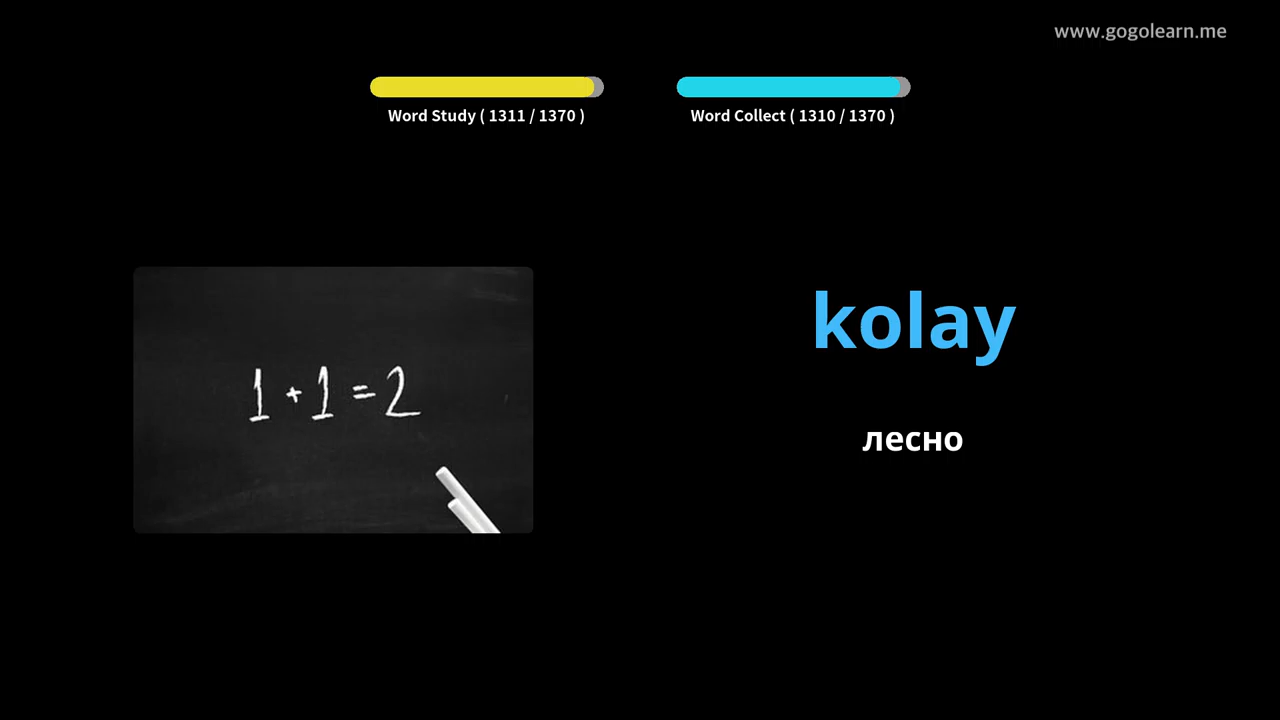 www.gogolearn.me
Word Study ( 1311 / 1370 )
Word Collect ( 1310 / 1370 )
1 + 1 = 2
kolay
лесно